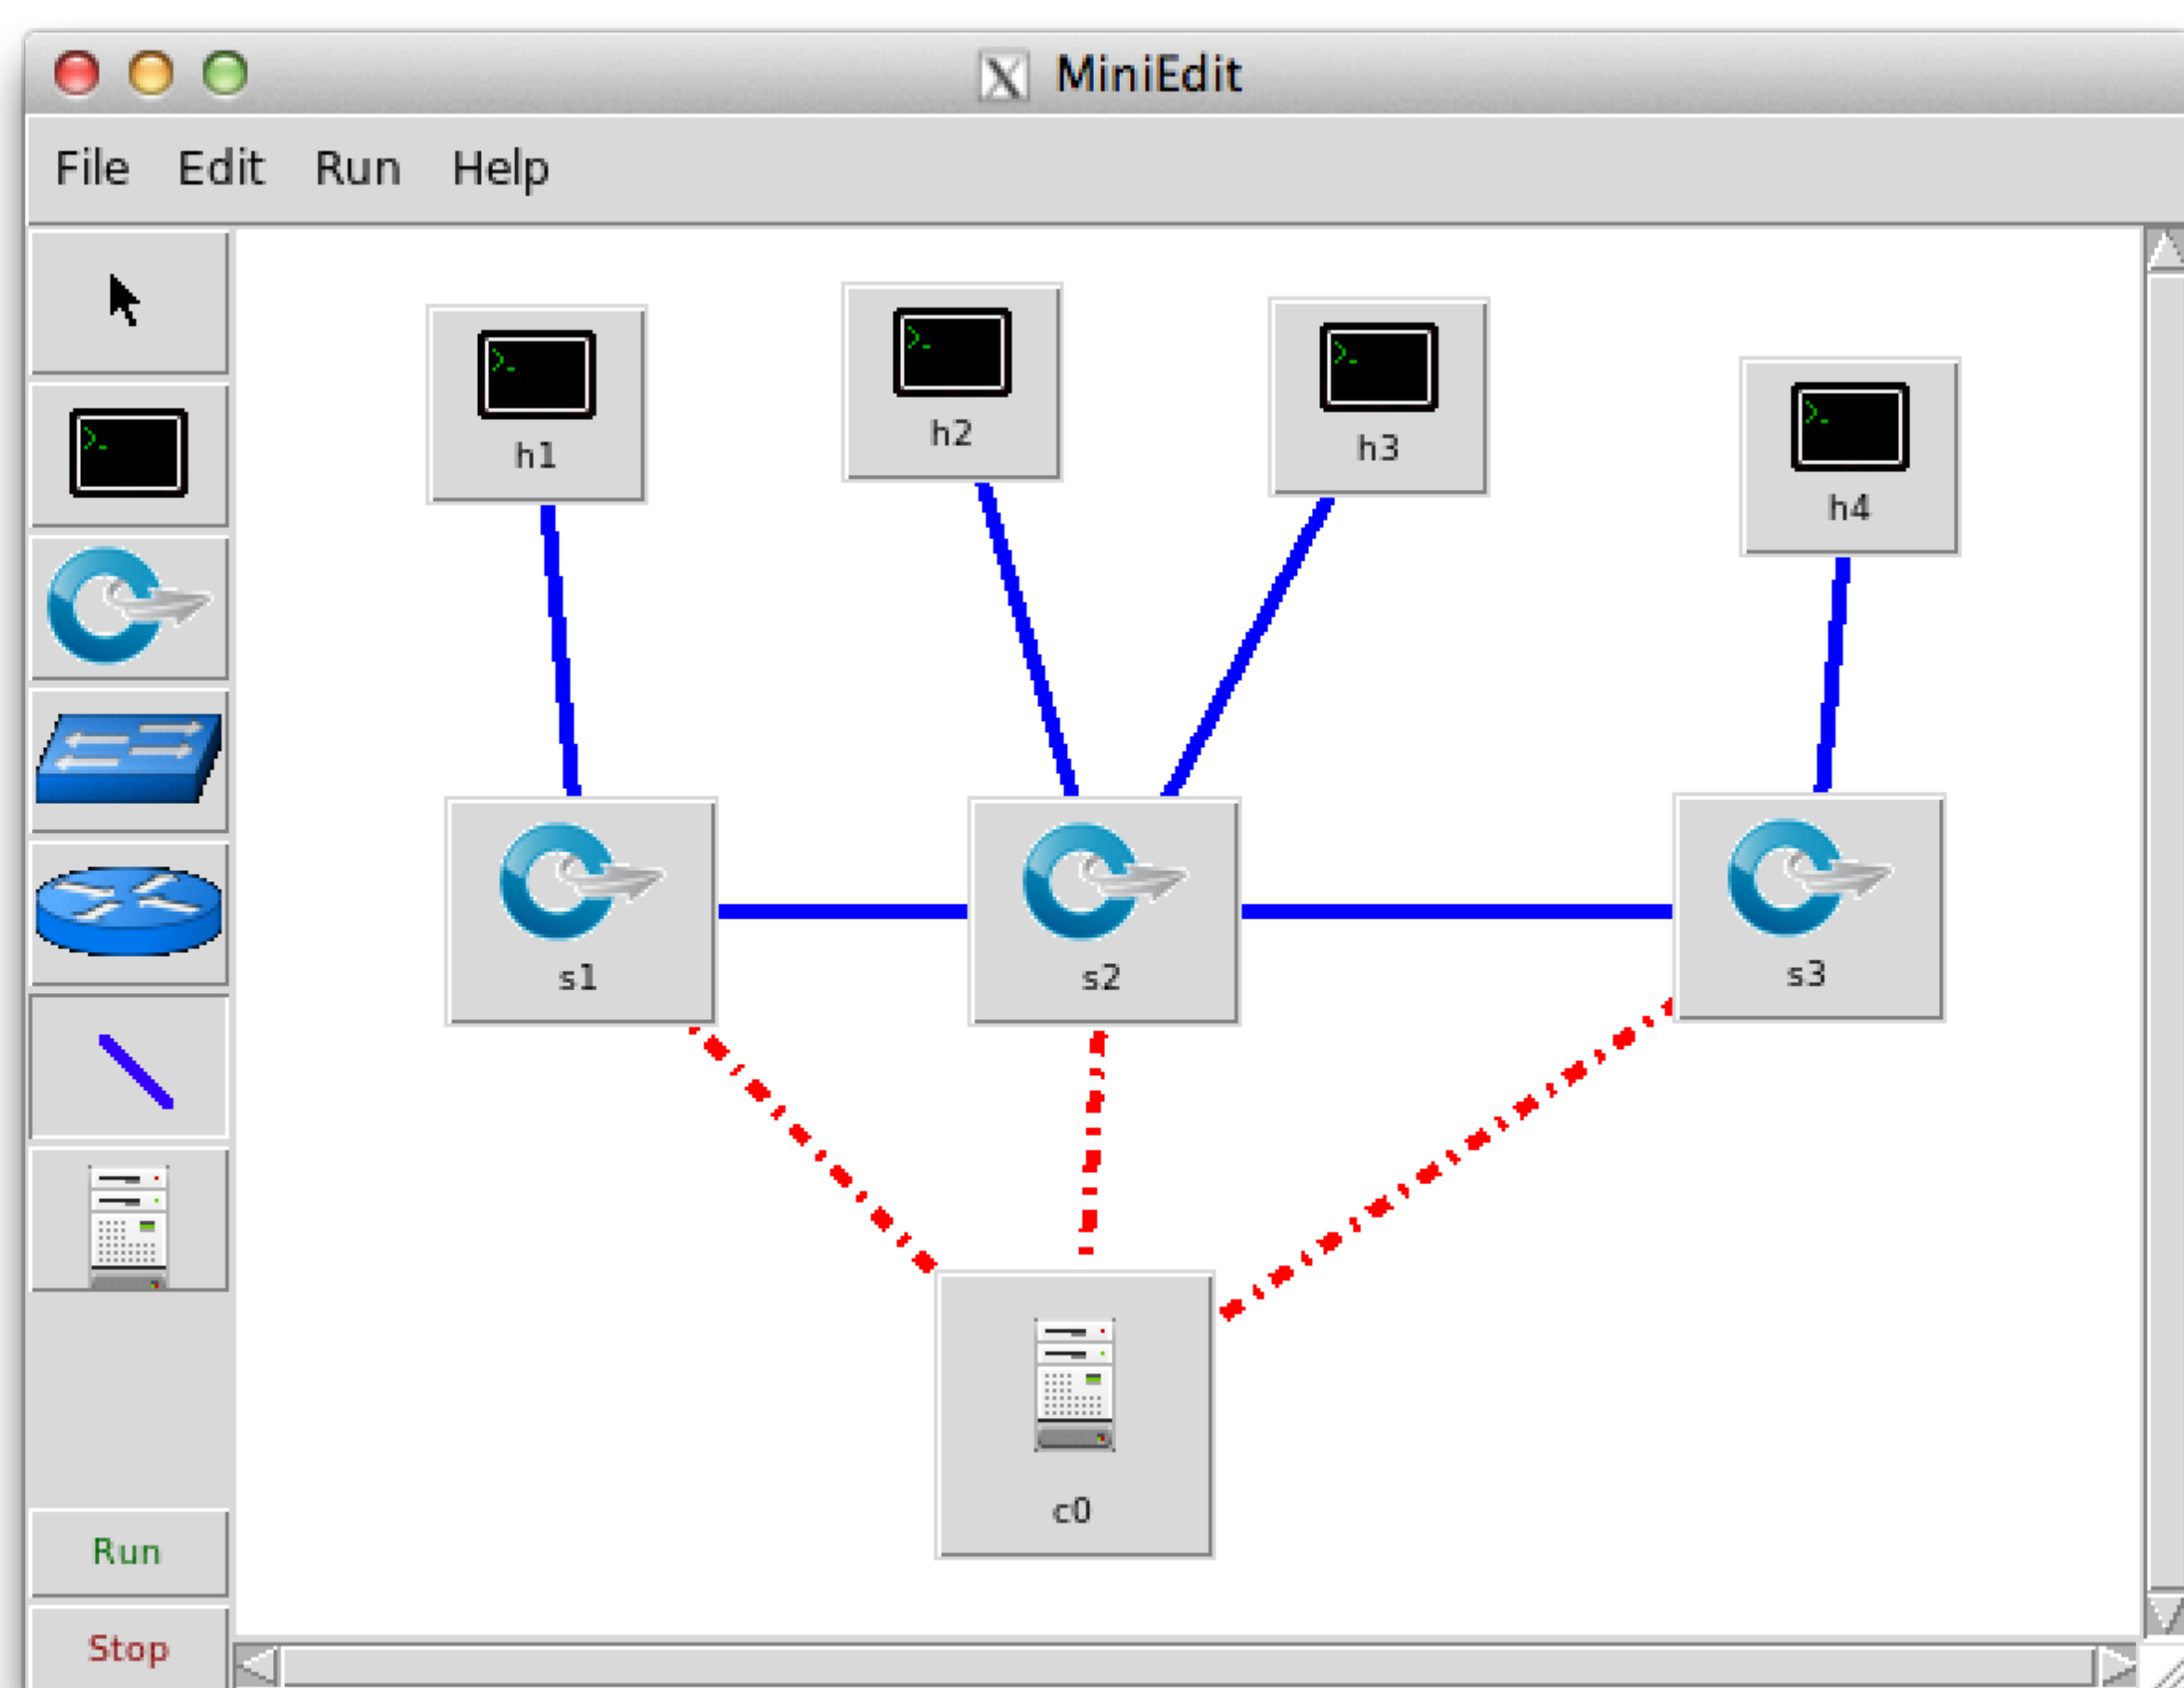 MiniEdit
File Edit Run Help
h1
h2
h3
h4
s1
s2
s3
c0
Run
Stop